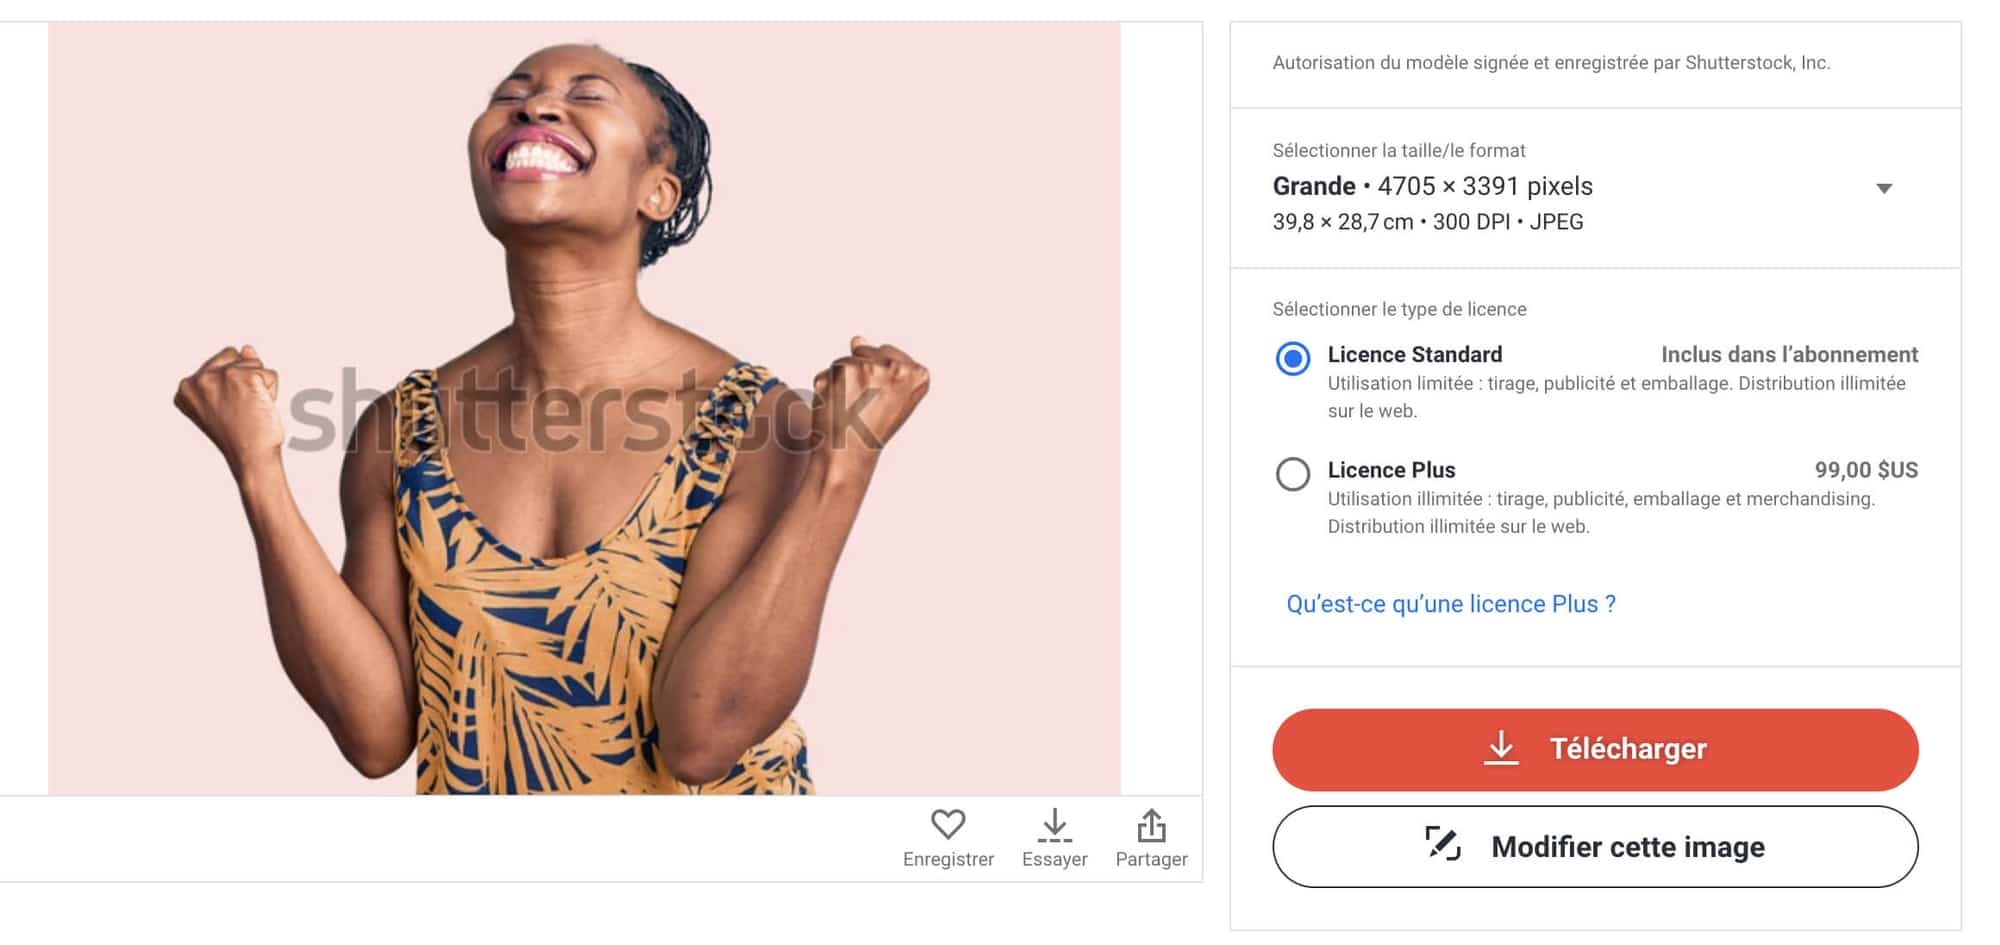 shutterstock
Enregistrer
Essayer
Partager
Autorisation du modèle signée et enregistrée par Shutterstock, Inc.
Sélectionner la taille/le format
Grande • 4705 × 3391 pixels
39,8 × 28,7 cm • 300 DPI • JPEG
Sélectionner le type de licence
Licence Standard Inclus dans l’abonnement
Utilisation limitée : tirage, publicité et emballage. Distribution illimitée
sur le web.
Licence Plus 99,00 $US
Utilisation illimitée : tirage, publicité, emballage et merchandising.
Distribution illimitée sur le web.
Qu’est-ce qu’une licence Plus ?
Télécharger
Modifier cette image